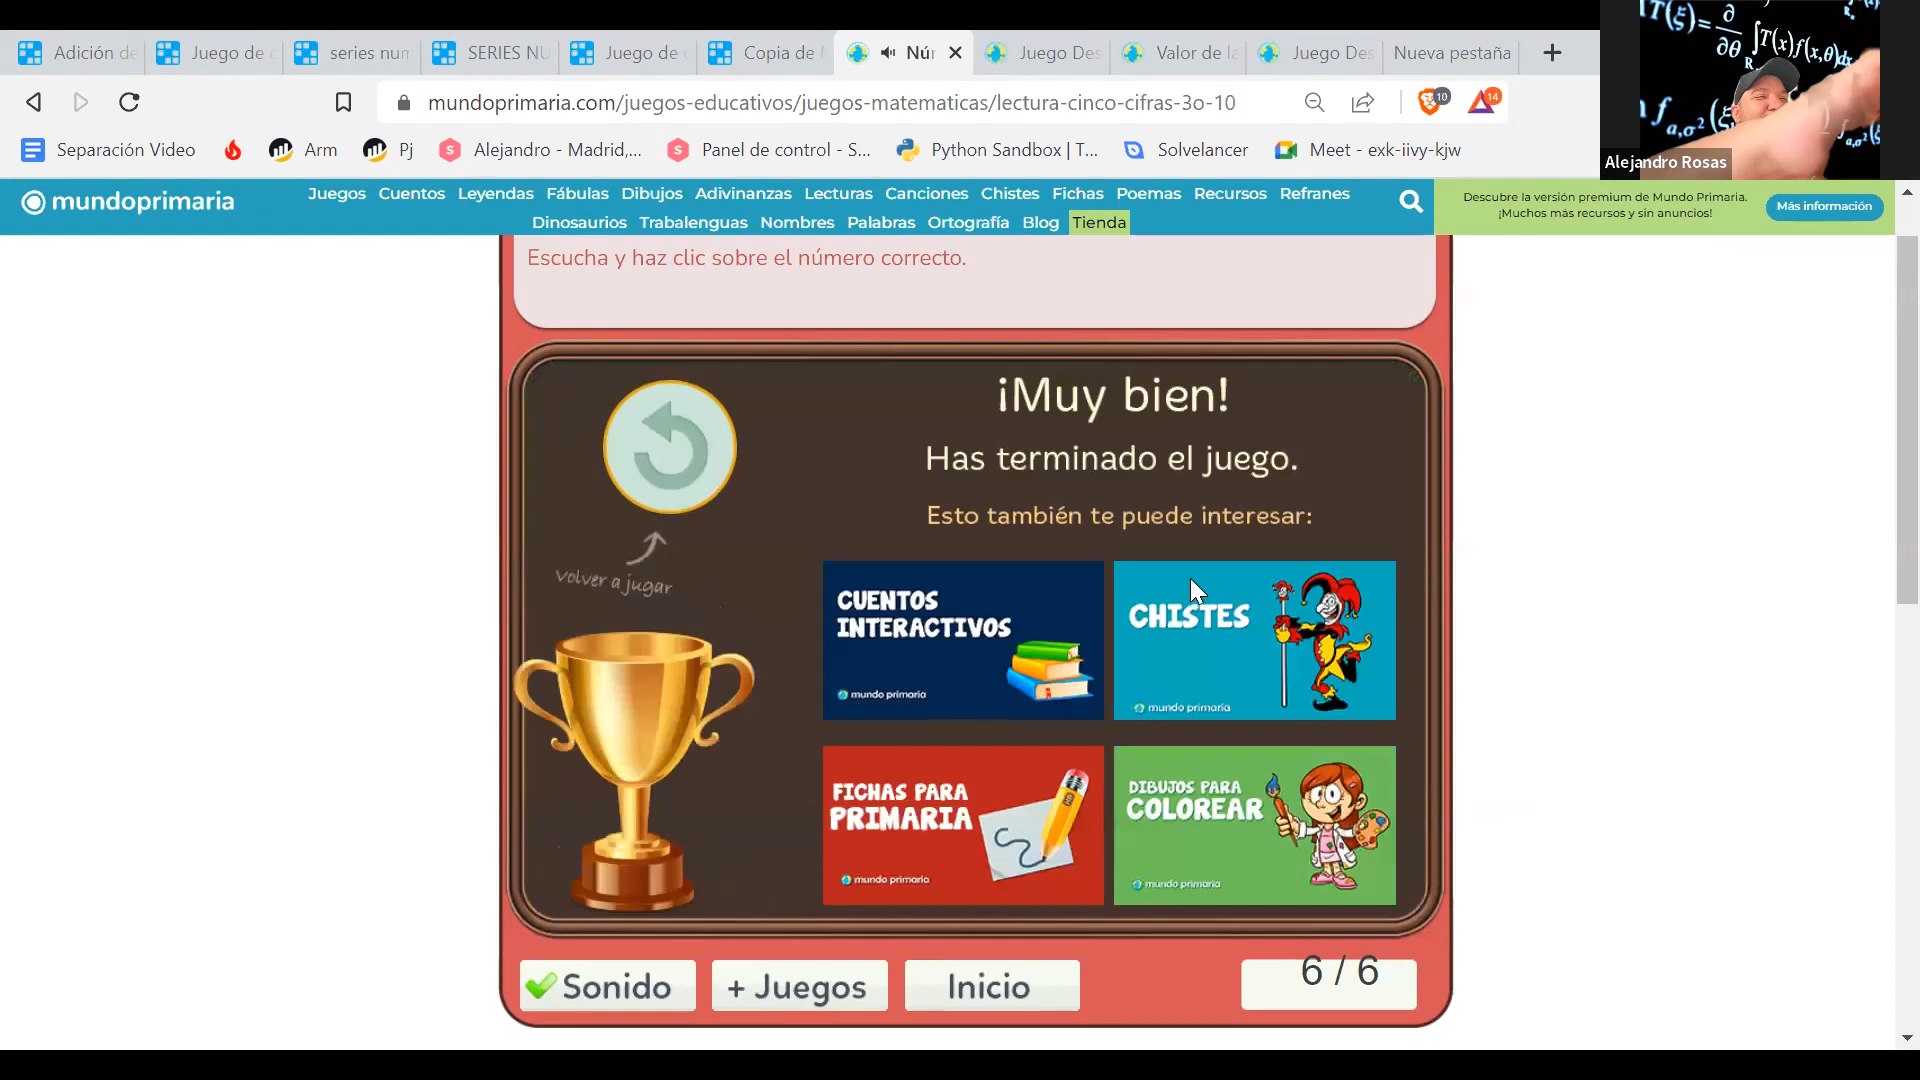 Adición de
Juego de c
series num
SERIES NU
Juego de c
Copia de M
Núr
Juego Des
Valor de la
Juego Des
Nueva pestaña
mundoprimaria.com/juegos-educativos/juegos-matematicas/lectura-cinco-cifras-3o-10
10
14
Separación Video
Arm
Pj
Alejandro - Madrid,...
Panel de control - S...
Python Sandbox | T...
Solvelancer
Meet - exk-iivy-kjw
Alejandro Rosas
mundoprimaria
Juegos Cuentos Leyendas Fábulas Dibujos Adivinanzas Lecturas Canciones Chistes Fichas Poemas Recursos Refranes
Dinosaurios Trabalenguas Nombres Palabras Ortografía Blog Tienda
Descubre la versión premium de Mundo Primaria.
¡Muchos más recursos y sin anuncios!
Más información
Escucha y haz clic sobre el número correcto.
¡Muy bien!
Has terminado el juego.
Esto también te puede interesar:
Volver a jugar
CUENTOS
INTERACTIVOS
mundo primaria
CHISTES
mundo primaria
FICHAS PARA
PRIMARIA
mundo primaria
DIBUJOS PARA
COLOREAR
mundo primaria
Sonido
+ Juegos
Inicio
6 / 6